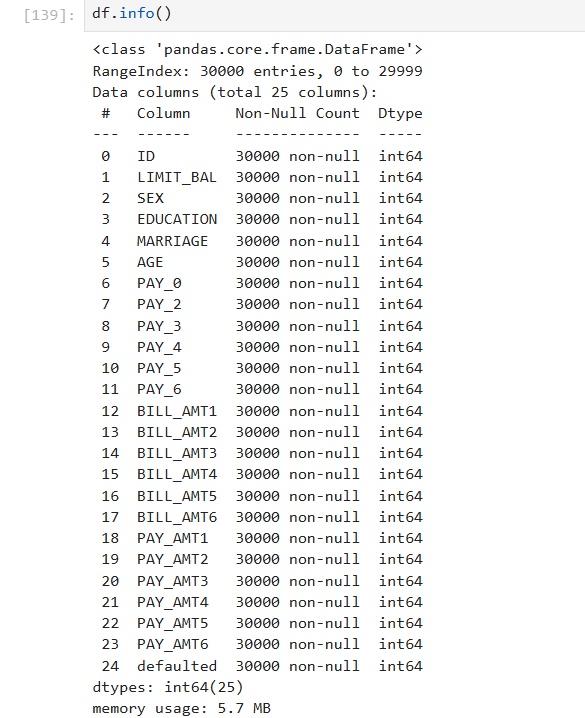 [139]: df.info()
<class 'pandas.core.frame.DataFrame'>
RangeIndex: 30000 entries, 0 to 29999
Data columns (total 25 columns):
 #   Column     Non-Null Count  Dtype
---  ------     --------------  -----
 0   ID         30000 non-null  int64
 1   LIMIT_BAL  30000 non-null  int64
 2   SEX        30000 non-null  int64
 3   EDUCATION  30000 non-null  int64
 4   MARRIAGE   30000 non-null  int64
 5   AGE        30000 non-null  int64
 6   PAY_0      30000 non-null  int64
 7   PAY_2      30000 non-null  int64
 8   PAY_3      30000 non-null  int64
 9   PAY_4      30000 non-null  int64
 10  PAY_5      30000 non-null  int64
 11  PAY_6      30000 non-null  int64
 12  BILL_AMT1  30000 non-null  int64
 13  BILL_AMT2  30000 non-null  int64
 14  BILL_AMT3  30000 non-null  int64
 15  BILL_AMT4  30000 non-null  int64
 16  BILL_AMT5  30000 non-null  int64
 17  BILL_AMT6  30000 non-null  int64
 18  PAY_AMT1   30000 non-null  int64
 19  PAY_AMT2   30000 non-null  int64
 20  PAY_AMT3   30000 non-null  int64
 21  PAY_AMT4   30000 non-null  int64
 22  PAY_AMT5   30000 non-null  int64
 23  PAY_AMT6   30000 non-null  int64
 24  defaulted  30000 non-null  int64
dtypes: int64(25)
memory usage: 5.7 MB